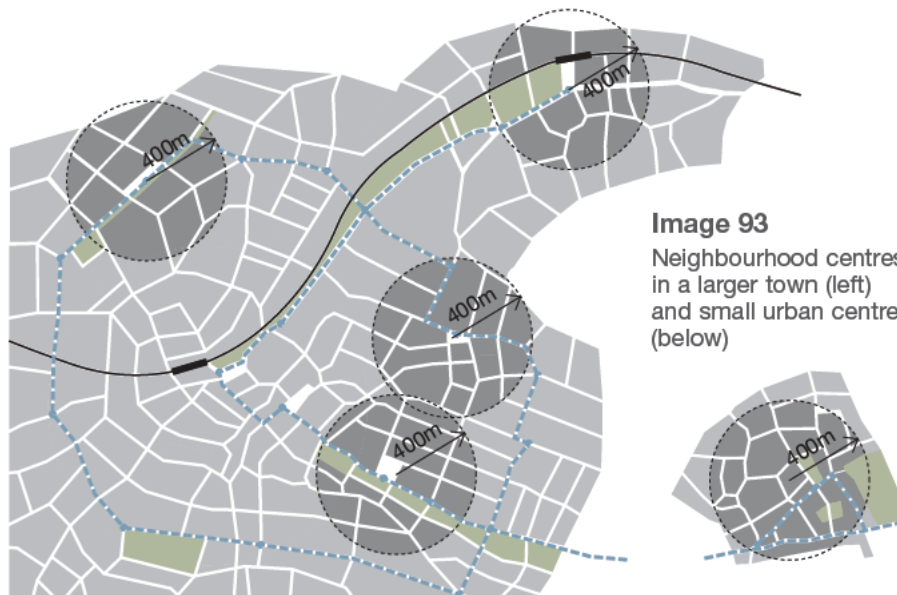 400m
400m
Image 93
Neighbourhood centres
in a larger town (left)
and small urban centre
(below)
400m
400m
400m